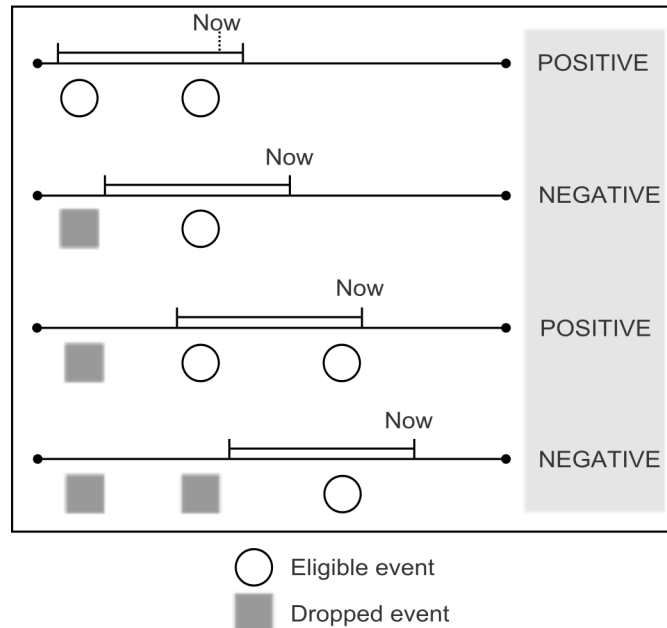 Now
POSITIVE
Now
NEGATIVE
Now
POSITIVE
Now
NEGATIVE
Eligible event
Dropped event